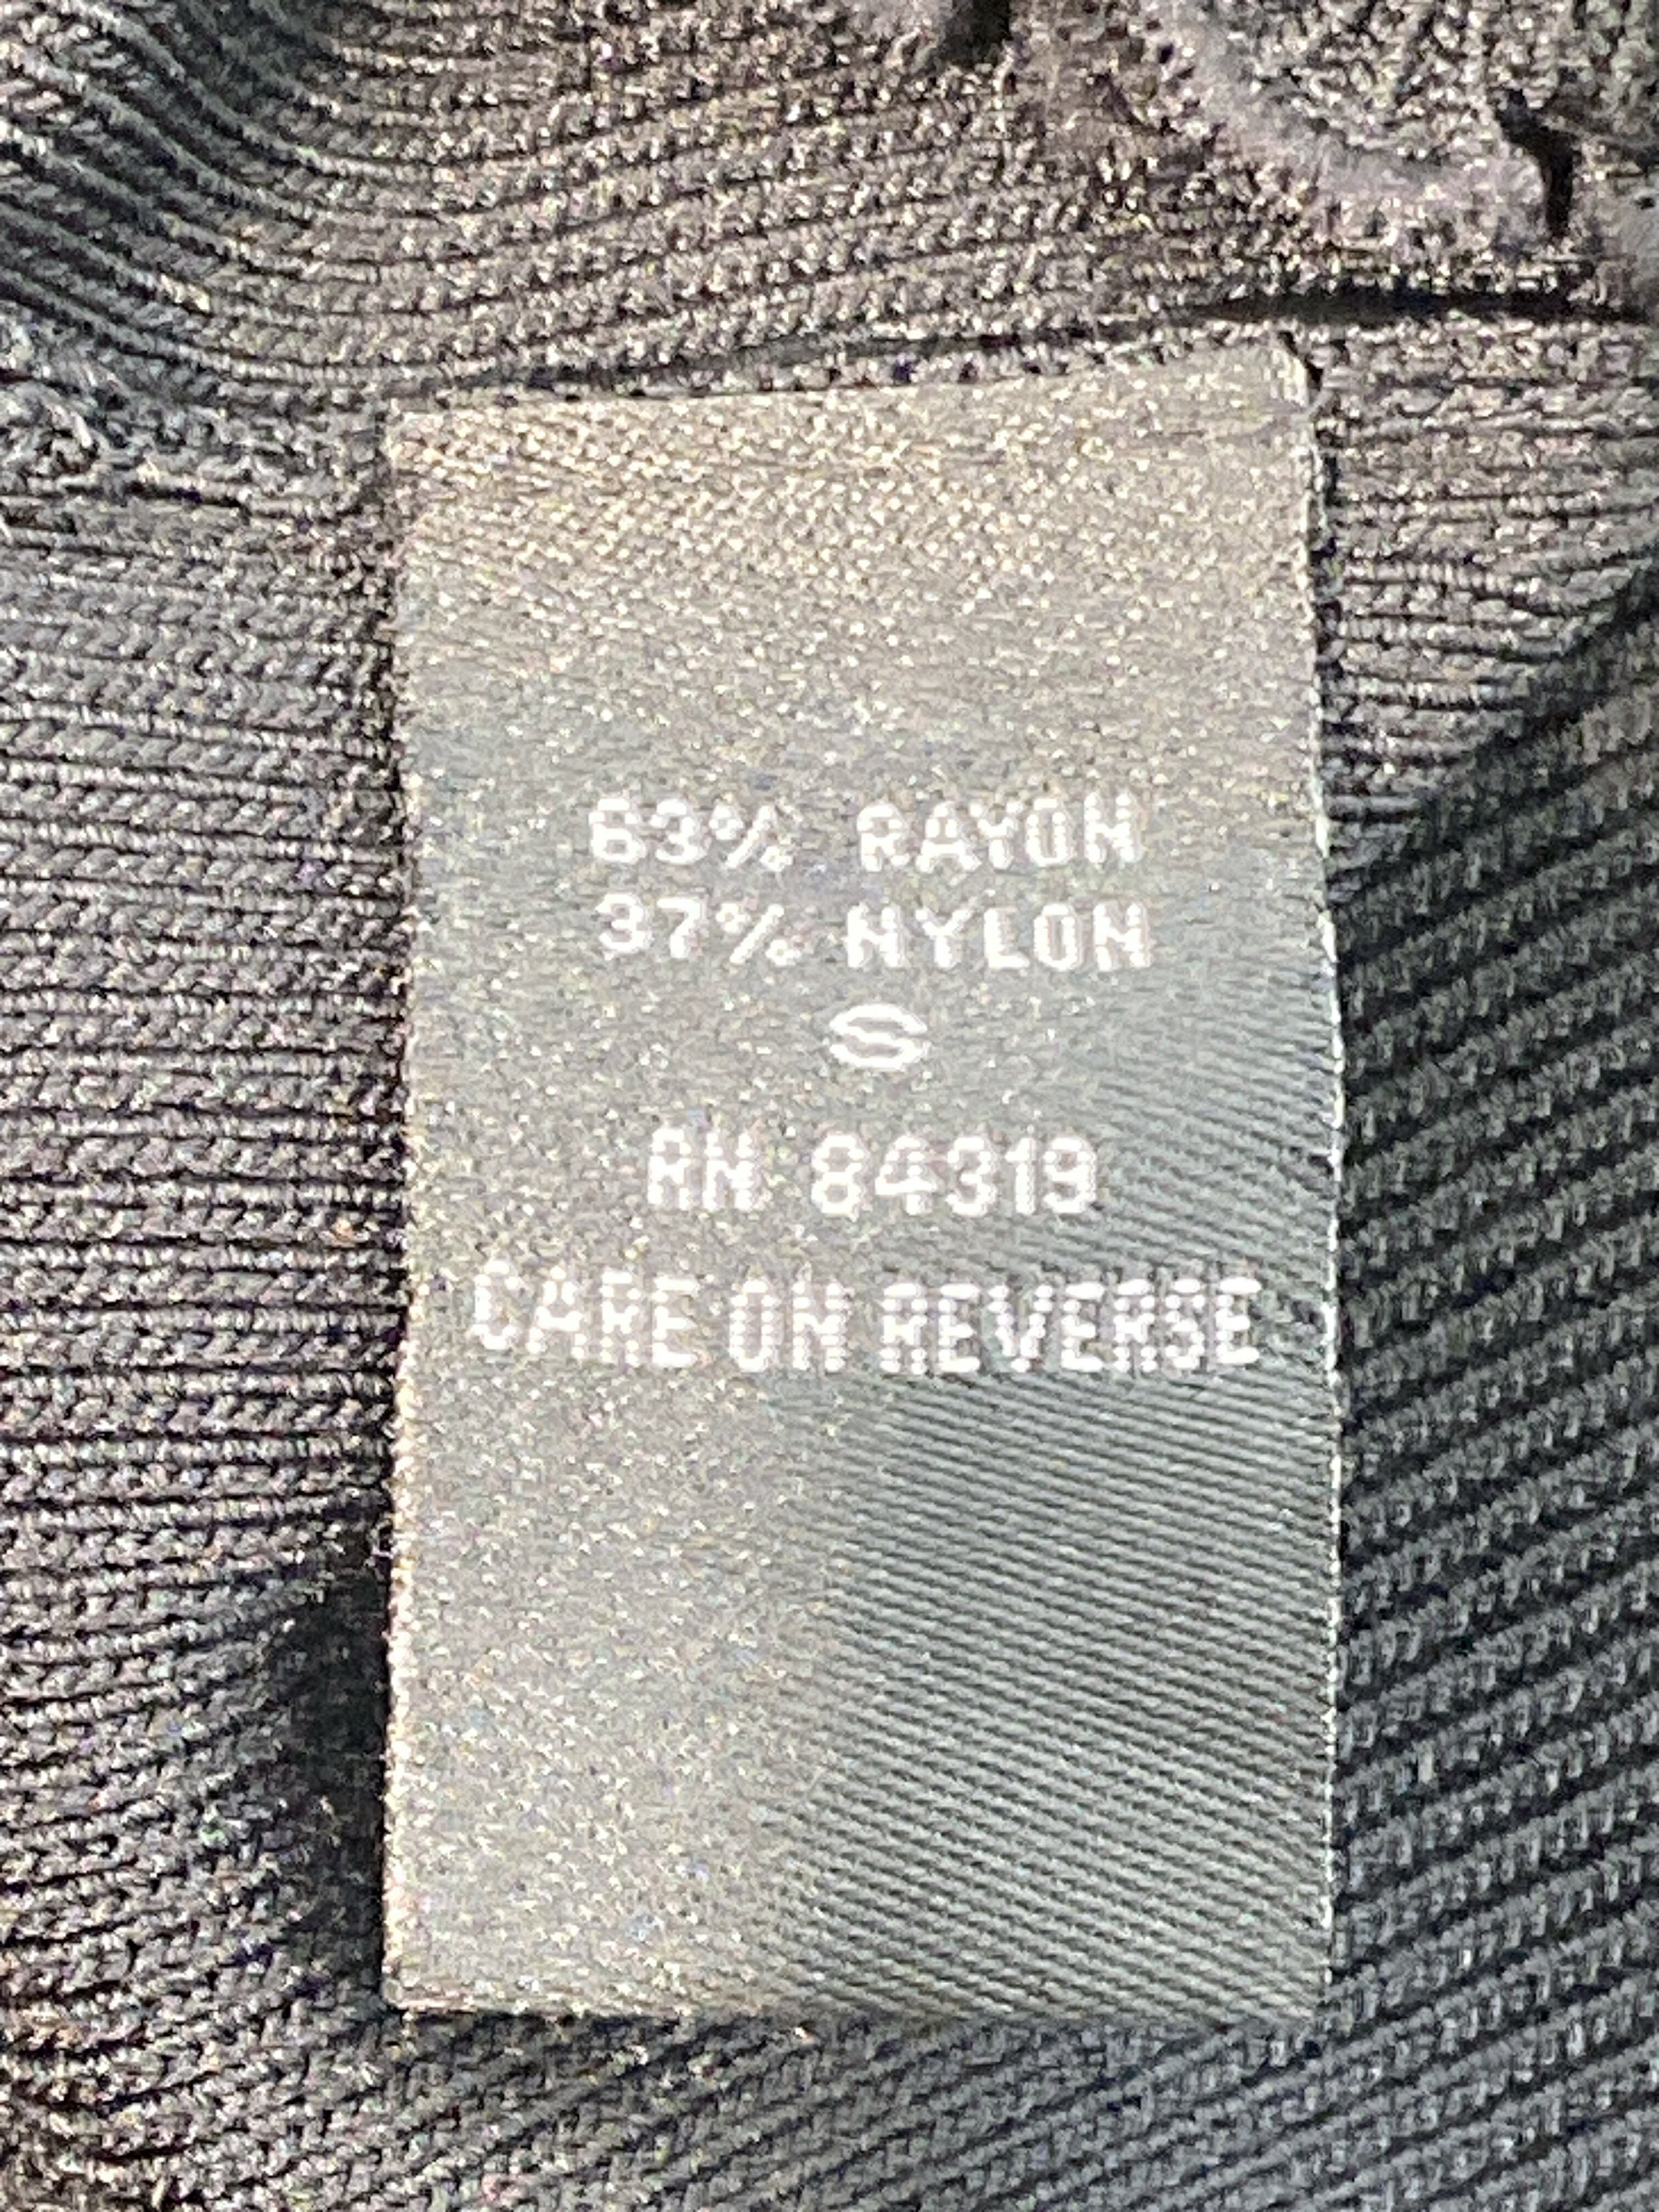 63% RAYON
37% NYLON
S
RN 84319
CARE ON REVERSE